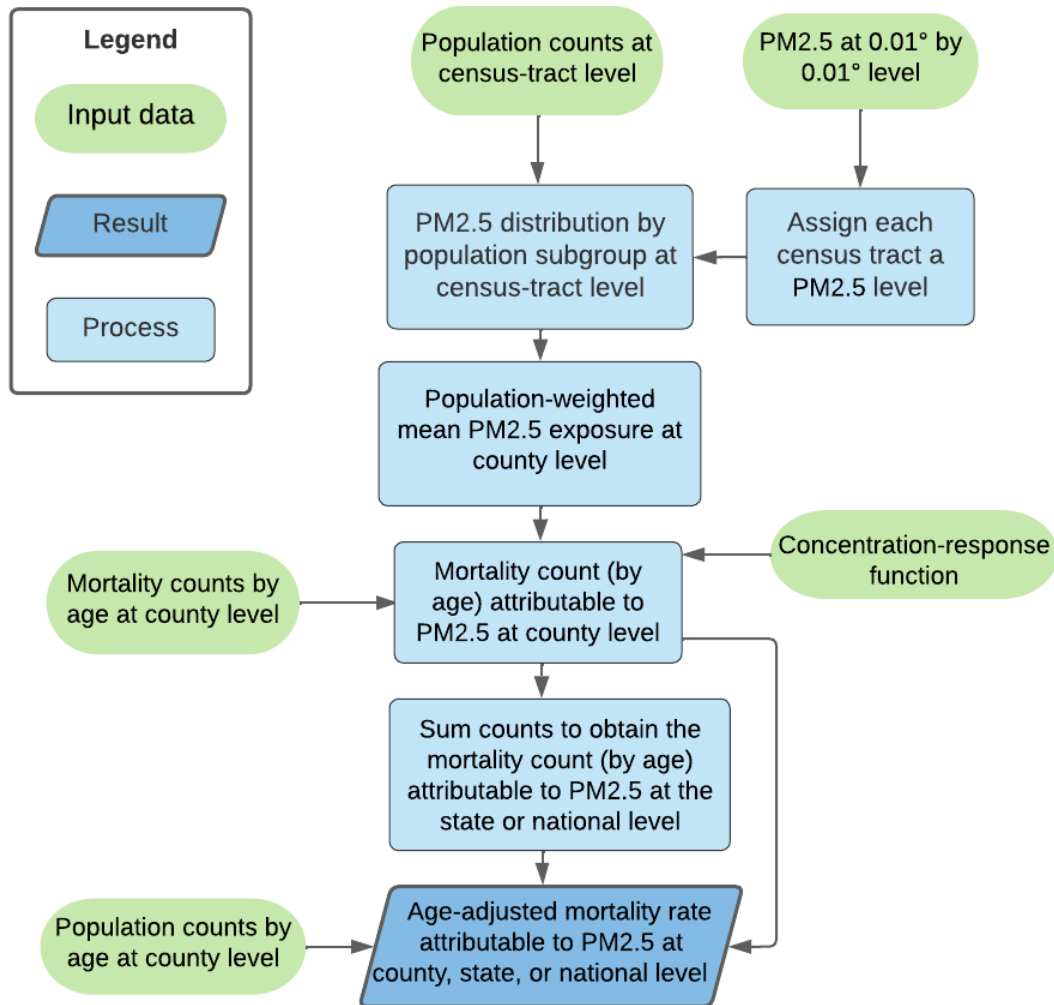 Legend
Input data
Result
Process
Population counts at
census-tract level
PM2.5 at 0.01° by
0.01° level
PM2.5 distribution by
population subgroup at
census-tract level
Assign each
census tract a
PM2.5 level
Population-weighted
mean PM2.5 exposure at
county level
Mortality counts by
age at county level
Mortality count (by
age) attributable to
PM2.5 at county level
Concentration-response
function
Sum counts to obtain the
mortality count (by age)
attributable to PM2.5 at the
state or national level
Population counts by
age at county level
Age-adjusted mortality rate
attributable to PM2.5 at
county, state, or national level